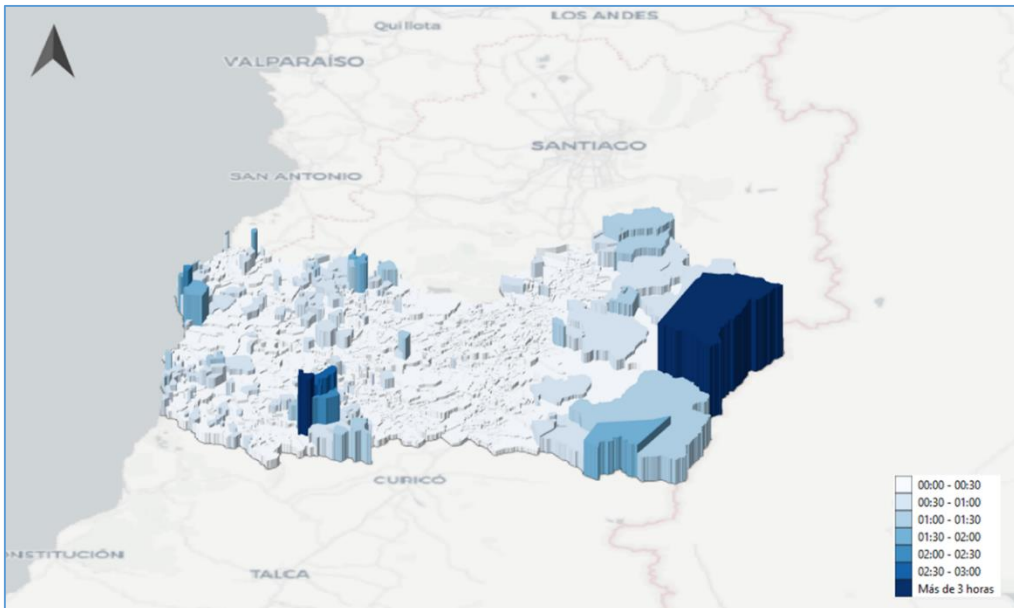 LOS ANDES
Quillota
VALPARAÍSO
SANTIAGO
SAN ANTONIO
CURICÓ
ONSTITUCIÓN
TALCA
00:00 - 00:30
00:30 - 01:00
01:00 - 01:30
01:30 - 02:00
02:00 - 02:30
02:30 - 03:00
Más de 3 horas